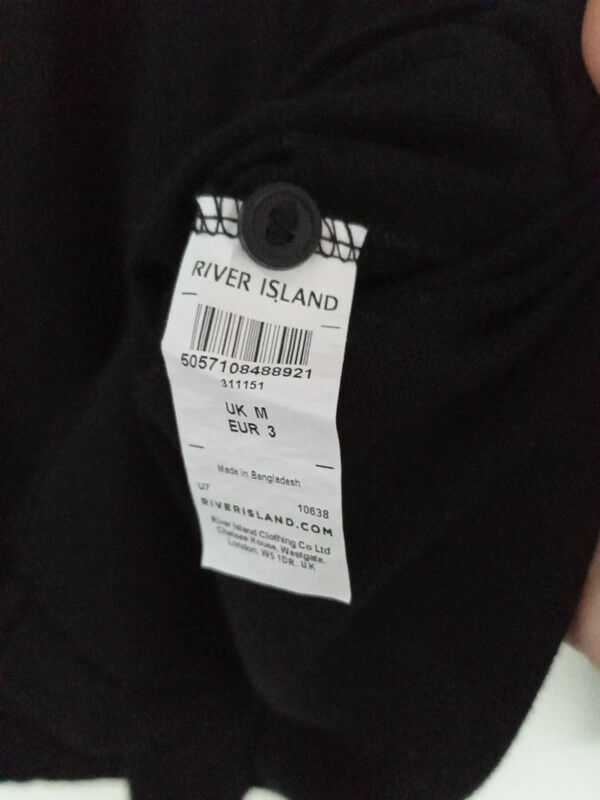 RIVER ISLAND
5057108488921
311151
UK M
EUR 3
Made in Bangladesh
U7 10638
RIVERISLAND.COM
River Island Clothing Co Ltd
Chelsea House, Westgate,
London, W5 1DR. U.K